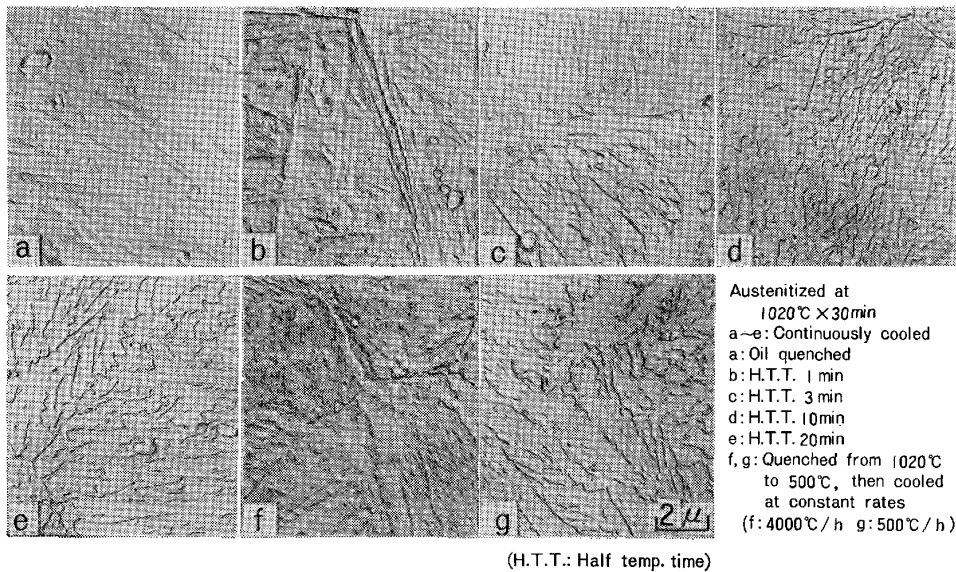 a
b
c
d
e
f
g
2 μ
Austenitized at
1020℃ × 30min
a~e: Continuously cooled
a: Oil quenched
b: H.T.T. 1 min
c: H.T.T. 3 min
d: H.T.T. 10min
e: H.T.T. 20min
f, g: Quenched from 1020℃
to 500℃, then cooled
at constant rates
(f: 4000℃/h g: 500℃/h)
(H.T.T.: Half temp. time)